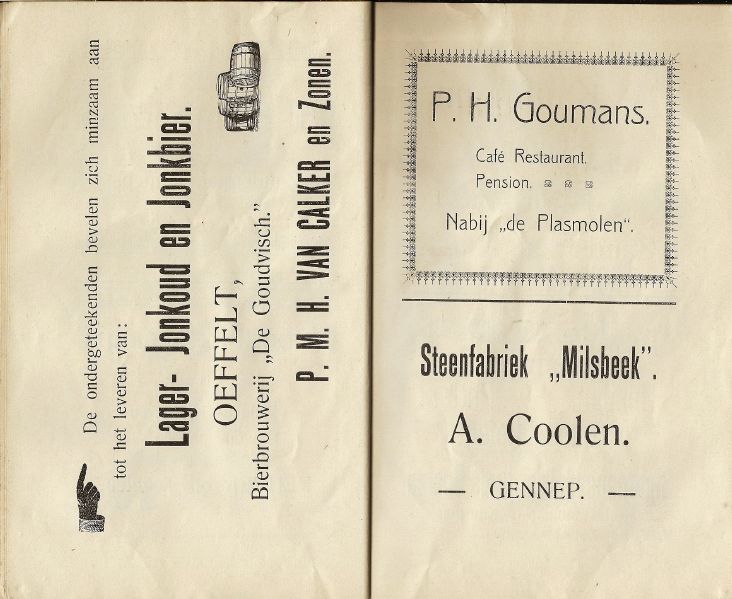 De ondergeteekenden bevelen zich minzaam aan
tot het leveren van:
Lager- Jonkoud en Jonkbier.
OEFFELT,
Bierbrouwerij „De Goudvisch.”
P. M. H. VAN CALKER en Zonen.
P. H. Goumans.
Café Restaurant.
Pension.
Nabij „de Plasmolen“.
Steenfabriek „Milsbeek“.
A. Coolen.
— GENNEP. —